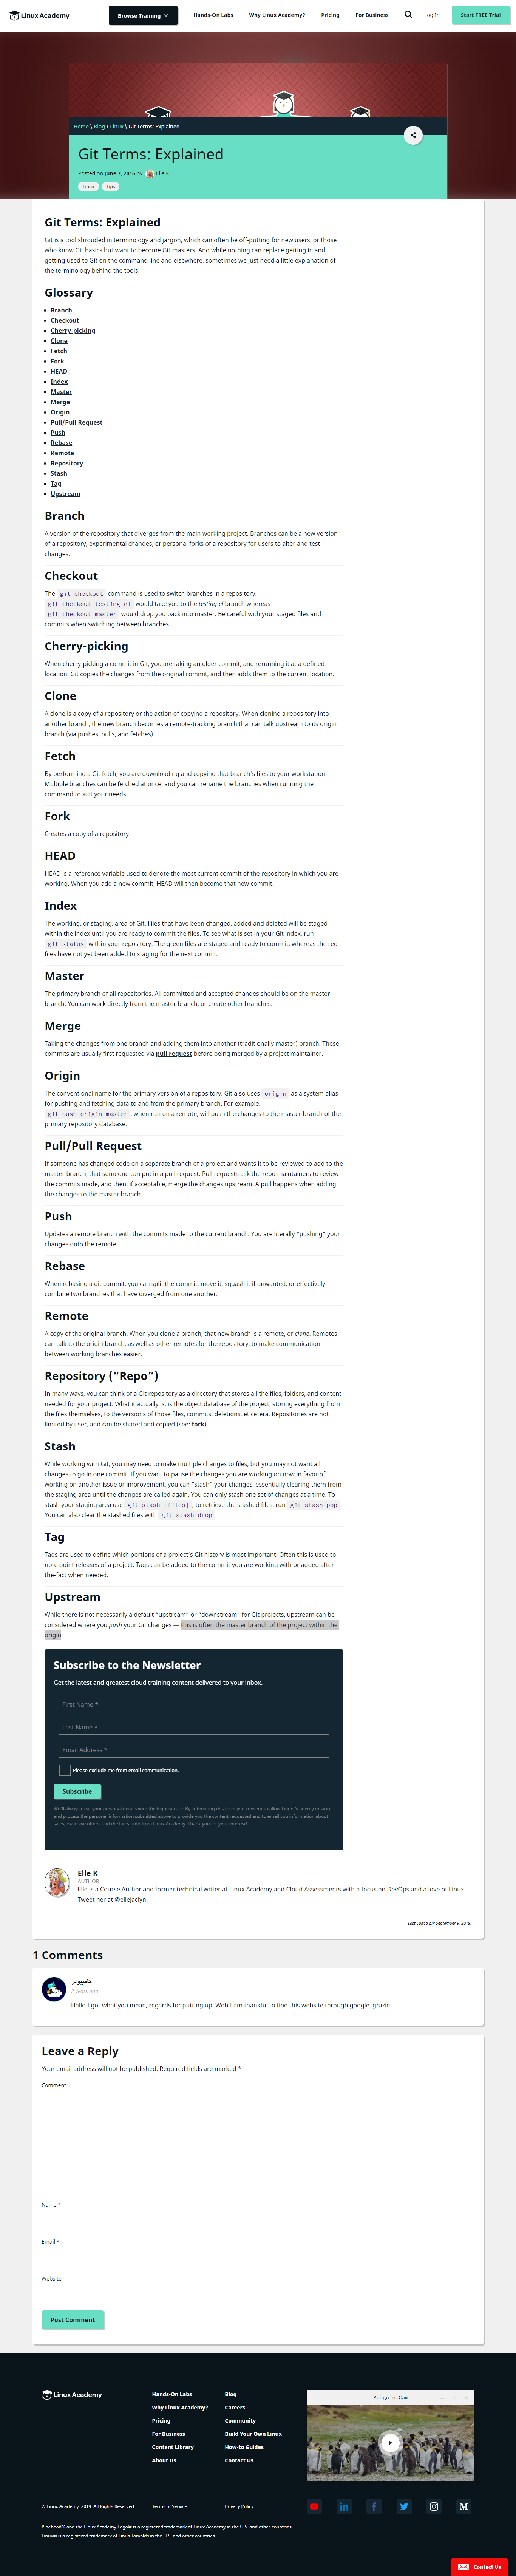 Linux Academy
Browse Training
Hands-On Labs
Why Linux Academy?
Pricing
For Business
Log In
Start FREE Trial
Home \ Blog \ Linux \ Git Terms: Explained
Git Terms: Explained
Posted on June 7, 2016 by Elle K
Linux
Tips
Git Terms: Explained
Git is a tool shrouded in terminology and jargon, which can often be off-putting for new users, or those
who know Git basics but want to become Git masters. And while nothing can replace getting in and
getting used to Git on the command line and elsewhere, sometimes we just need a little explanation of
the terminology behind the tools.
Glossary
Branch
Checkout
Cherry-picking
Clone
Fetch
Fork
HEAD
Index
Master
Merge
Origin
Pull/Pull Request
Push
Rebase
Remote
Repository
Stash
Tag
Upstream
Branch
A version of the repository that diverges from the main working project. Branches can be a new version
of a repository, experimental changes, or personal forks of a repository for users to alter and test
changes.
Checkout
The git checkout command is used to switch branches in a repository.
git checkout testing-el would take you to the testing-el branch whereas
git checkout master would drop you back into master. Be careful with your staged files and
commits when switching between branches.
Cherry-picking
When cherry-picking a commit in Git, you are taking an older commit, and rerunning it at a defined
location. Git copies the changes from the original commit, and then adds them to the current location.
Clone
A clone is a copy of a repository or the action of copying a repository. When cloning a repository into
another branch, the new branch becomes a remote-tracking branch that can talk upstream to its origin
branch (via pushes, pulls, and fetches).
Fetch
By performing a Git fetch, you are downloading and copying that branch's files to your workstation.
Multiple branches can be fetched at once, and you can rename the branches when running the
command to suit your needs.
Fork
Creates a copy of a repository.
HEAD
HEAD is a reference variable used to denote the most current commit of the repository in which you are
working. When you add a new commit, HEAD will then become that new commit.
Index
The working, or staging, area of Git. Files that have been changed, added and deleted will be staged
within the index until you are ready to commit the files. To see what is set in your Git index, run
git status within your repository. The green files are staged and ready to commit, whereas the red
files have not yet been added to staging for the next commit.
Master
The primary branch of all repositories. All committed and accepted changes should be on the master
branch. You can work directly from the master branch, or create other branches.
Merge
Taking the changes from one branch and adding them into another (traditionally master) branch. These
commits are usually first requested via pull request before being merged by a project maintainer.
Origin
The conventional name for the primary version of a repository. Git also uses origin as a system alias
for pushing and fetching data to and from the primary branch. For example,
git push origin master, when run on a remote, will push the changes to the master branch of the
primary repository database.
Pull/Pull Request
If someone has changed code on a separate branch of a project and wants it to be reviewed to add to the
master branch, that someone can put in a pull request. Pull requests ask the repo maintainers to review
the commits made, and then, if acceptable, merge the changes upstream. A pull happens when adding
the changes to the master branch.
Push
Updates a remote branch with the commits made to the current branch. You are literally "pushing" your
changes onto the remote.
Rebase
When rebasing a git commit, you can split the commit, move it, squash it if unwanted, or effectively
combine two branches that have diverged from one another.
Remote
A copy of the original branch. When you clone a branch, that new branch is a remote, or clone. Remotes
can talk to the origin branch, as well as other remotes for the repository, to make communication
between working branches easier.
Repository ("Repo")
In many ways, you can think of a Git repository as a directory that stores all the files, folders, and content
needed for your project. What it actually is, is the object database of the project, storing everything from
the files themselves, to the versions of those files, commits, deletions, et cetera. Repositories are not
limited by user, and can be shared and copied (see: fork).
Stash
While working with Git, you may need to make multiple changes to files, but you may not want all
changes to go in one commit. If you want to pause the changes you are working on now in favor of
working on another issue or improvement, you can "stash" your changes, essentially clearing them from
the staging area until the changes are called again. You can only stash one set of changes at a time. To
stash your staging area use git stash [files]; to retrieve the stashed files, run git stash pop.
You can also clear the stashed files with git stash drop.
Tag
Tags are used to define which portions of a project's Git history is most important. Often this is used to
note point releases of a project. Tags can be added to the commit you are working with or added after-
the-fact when needed.
Upstream
While there is not necessarily a default "upstream" or "downstream" for Git projects, upstream can be
considered where you push your Git changes — this is often the master branch of the project within the
origin
Subscribe to the Newsletter
Get the latest and greatest cloud training content delivered to your inbox.
First Name *
Last Name *
Email Address *
Please exclude me from email communication.
Subscribe
We'll always treat your personal details with the highest care. By submitting this form you consent to allow Linux Academy to store
and process the personal information submitted above to provide you the content requested and to email you information about
sales, exclusive offers, and the latest info from Linux Academy. Thank you for your interest!
Elle K
AUTHOR
Elle is a Course Author and former technical writer at Linux Academy and Cloud Assessments with a focus on DevOps and a love of Linux.
Tweet her at @ellejaclyn.
Last Edited on: September 9, 2016
1 Comments
کامپیوتر
2 years ago
Hallo I got what you mean, regards for putting up. Woh I am thankful to find this website through google. grazie
Leave a Reply
Your email address will not be published. Required fields are marked *
Comment
Name *
Email *
Website
Post Comment
Linux Academy
Hands-On Labs
Why Linux Academy?
Pricing
For Business
Content Library
About Us
Blog
Careers
Community
Build Your Own Linux
How-to Guides
Contact Us
Penguin Cam
© Linux Academy, 2019. All Rights Reserved.
Terms of Service
Privacy Policy
Pinehead® and the Linux Academy Logo® is a registered trademark of Linux Academy in the U.S. and other countries.
Linux® is a registered trademark of Linus Torvalds in the U.S. and other countries.
Contact Us